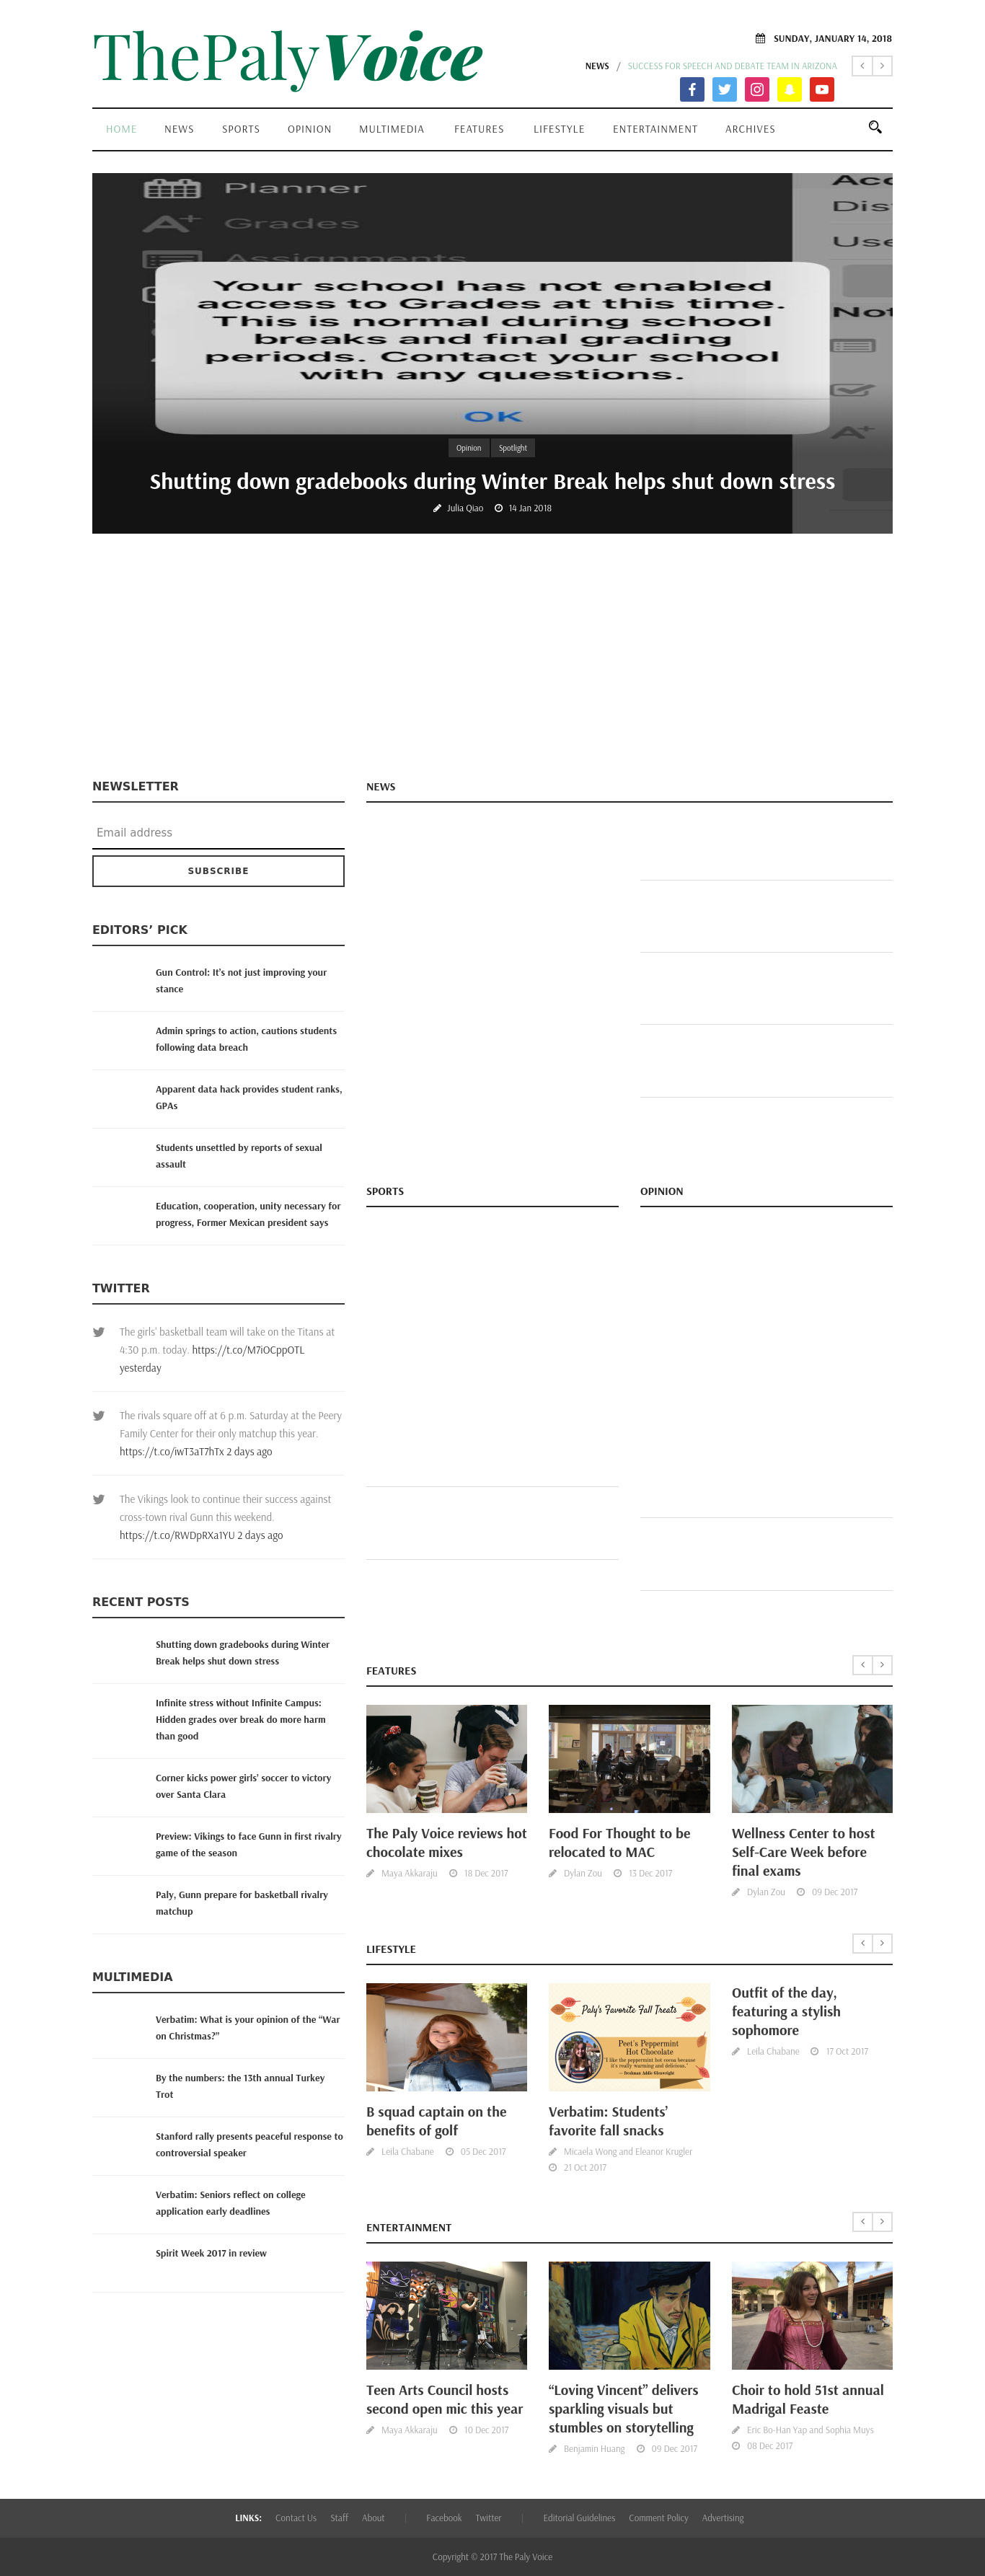 ThePalyVoice
SUNDAY, JANUARY 14, 2018
NEWS / SUCCESS FOR SPEECH AND DEBATE TEAM IN ARIZONA
HOME NEWS SPORTS OPINION MULTIMEDIA FEATURES LIFESTYLE ENTERTAINMENT ARCHIVES
Planner
A+ Grades
Assignments
Your school has not enabled
access to Grades at this time.
This is normal during school
breaks and final grading
periods. Contact your school
with any questions.
OK
Opinion Spotlight
Shutting down gradebooks during Winter Break helps shut down stress
Julia Qiao 14 Jan 2018
NEWSLETTER
Email address
SUBSCRIBE
EDITORS’ PICK
Gun Control: It’s not just improving your
stance
Admin springs to action, cautions students
following data breach
Apparent data hack provides student ranks,
GPAs
Students unsettled by reports of sexual
assault
Education, cooperation, unity necessary for
progress, Former Mexican president says
TWITTER
The girls' basketball team will take on the Titans at
4:30 p.m. today. https://t.co/M7iOCppOTL
yesterday
The rivals square off at 6 p.m. Saturday at the Peery
Family Center for their only matchup this year.
https://t.co/iwT3aT7hTx 2 days ago
The Vikings look to continue their success against
cross-town rival Gunn this weekend.
https://t.co/RWDpRXa1YU 2 days ago
RECENT POSTS
Shutting down gradebooks during Winter
Break helps shut down stress
Infinite stress without Infinite Campus:
Hidden grades over break do more harm
than good
Corner kicks power girls’ soccer to victory
over Santa Clara
Preview: Vikings to face Gunn in first rivalry
game of the season
Paly, Gunn prepare for basketball rivalry
matchup
MULTIMEDIA
Verbatim: What is your opinion of the “War
on Christmas?”
By the numbers: the 13th annual Turkey
Trot
Stanford rally presents peaceful response to
controversial speaker
Verbatim: Seniors reflect on college
application early deadlines
Spirit Week 2017 in review
NEWS
SPORTS
OPINION
FEATURES
The Paly Voice reviews hot
chocolate mixes
Maya Akkaraju 18 Dec 2017
Food For Thought to be
relocated to MAC
Dylan Zou 13 Dec 2017
Wellness Center to host
Self-Care Week before
final exams
Dylan Zou 09 Dec 2017
LIFESTYLE
B squad captain on the
benefits of golf
Leila Chabane 05 Dec 2017
Paly's Favorite Fall Treats
Peet's Peppermint
Hot Chocolate
"I like the peppermint hot cocoa because
it's really warming and delicious."
Verbatim: Students’
favorite fall snacks
Micaela Wong and Eleanor Krugler
21 Oct 2017
Outfit of the day,
featuring a stylish
sophomore
Leila Chabane 17 Oct 2017
ENTERTAINMENT
Teen Arts Council hosts
second open mic this year
Maya Akkaraju 10 Dec 2017
“Loving Vincent” delivers
sparkling visuals but
stumbles on storytelling
Benjamin Huang 09 Dec 2017
Choir to hold 51st annual
Madrigal Feaste
Eric Bo-Han Yap and Sophia Muys
08 Dec 2017
LINKS: Contact Us Staff About | Facebook Twitter | Editorial Guidelines Comment Policy Advertising
Copyright © 2017 The Paly Voice